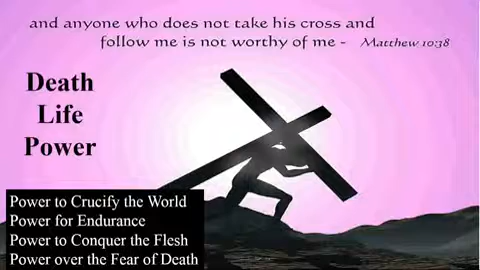 and anyone who does not take his cross and
follow me is not worthy of me - Matthew 10:38
Death
Life
Power
Power to Crucify the World
Power for Endurance
Power to Conquer the Flesh
Power over the Fear of Death